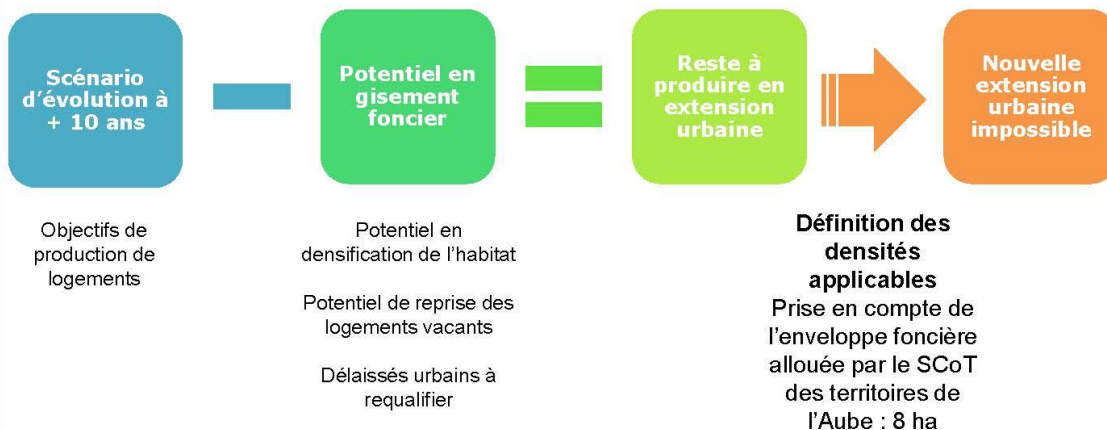 Scénario
d'évolution à
+ 10 ans
Potentiel en
gisement
foncier
Reste à
produire en
extension
urbaine
Nouvelle
extension
urbaine
impossible
Objectifs de
production de
logements
Potentiel en
densification de l'habitat
Potentiel de reprise des
logements vacants
Délaissés urbains à
requalifier
Définition des
densités
applicables
Prise en compte de
l'enveloppe foncière
allouée par le SCoT
des territoires de
l'Aube : 8 ha